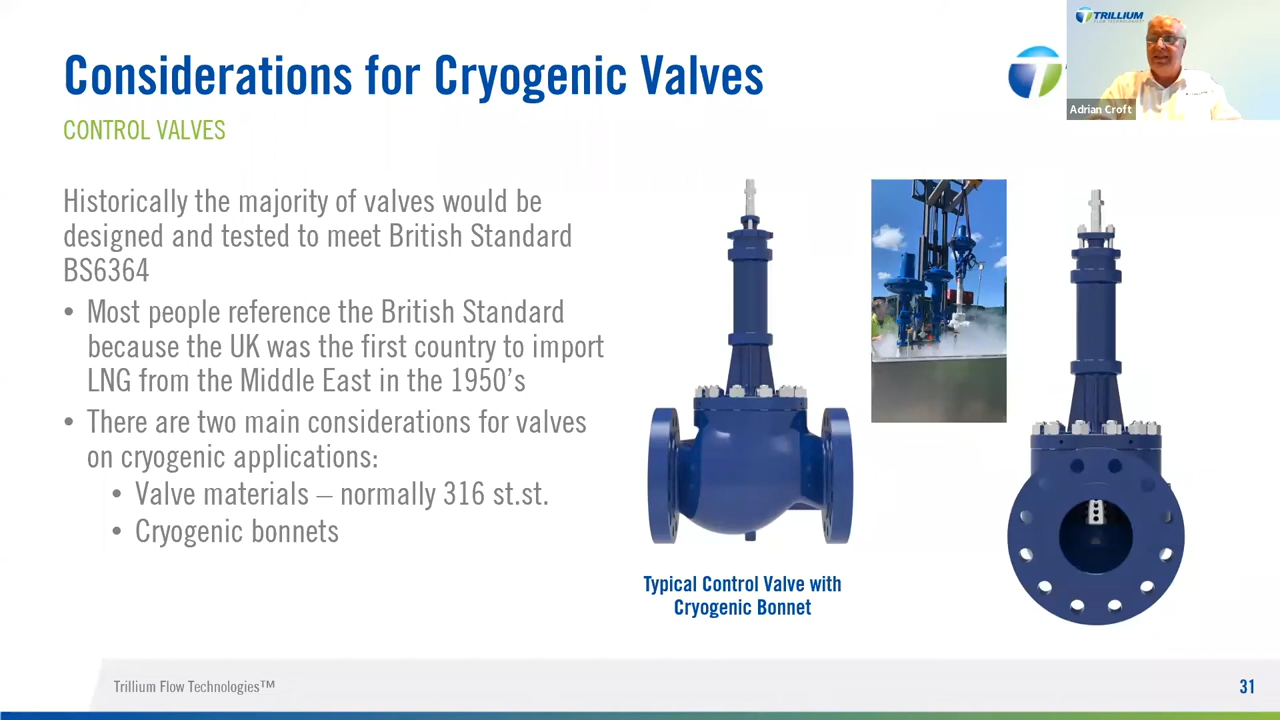 Considerations for Cryogenic Valves
CONTROL VALVES
TRILLIUM
FLOW TECHNOLOGIES
Adrian Croft
Historically the majority of valves would be
designed and tested to meet British Standard
BS6364
• Most people reference the British Standard
because the UK was the first country to import
LNG from the Middle East in the 1950's
• There are two main considerations for valves
on cryogenic applications:
• Valve materials – normally 316 st.st.
• Cryogenic bonnets
Typical Control Valve with
Cryogenic Bonnet
Trillium Flow Technologies™
31